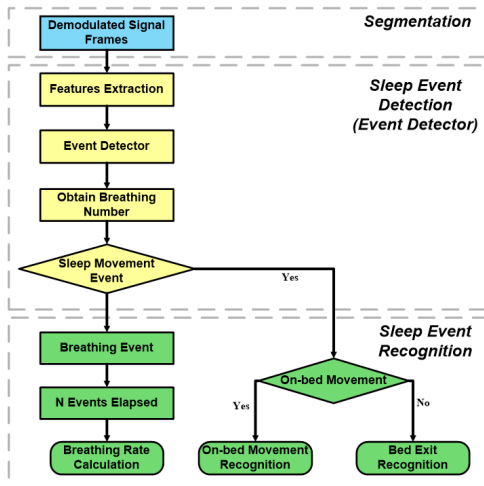 Demodulated Signal
Frames
Segmentation
Features Extraction
Sleep Event
Detection
(Event Detector)
Event Detector
Obtain Breathing
Number
Sleep Movement
Event
Yes
Sleep Event
Recognition
Breathing Event
On-bed Movement
N Events Elapsed
Yes
No
Breathing Rate
Calculation
On-bed Movement
Recognition
Bed Exit
Recognition